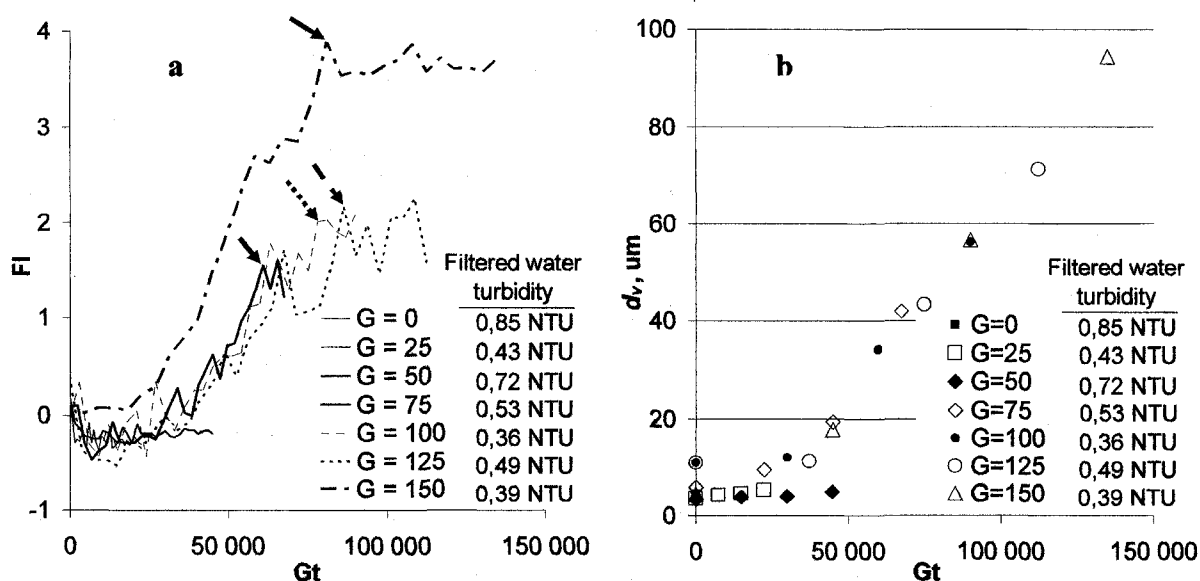 a
4
3
2
1
0
-1
FI
0
50 000
100 000
150 000
Gt
Filtered water
turbidity
G = 0 0,85 NTU
G = 25 0,43 NTU
G = 50 0,72 NTU
G = 75 0,53 NTU
G = 100 0,36 NTU
G = 125 0,49 NTU
G = 150 0,39 NTU
b
100
80
60
40
20
0
dv, um
0
50 000
100 000
150 000
Gt
Filtered water
turbidity
G=0 0,85 NTU
G=25 0,43 NTU
G=50 0,72 NTU
G=75 0,53 NTU
G=100 0,36 NTU
G=125 0,49 NTU
G=150 0,39 NTU